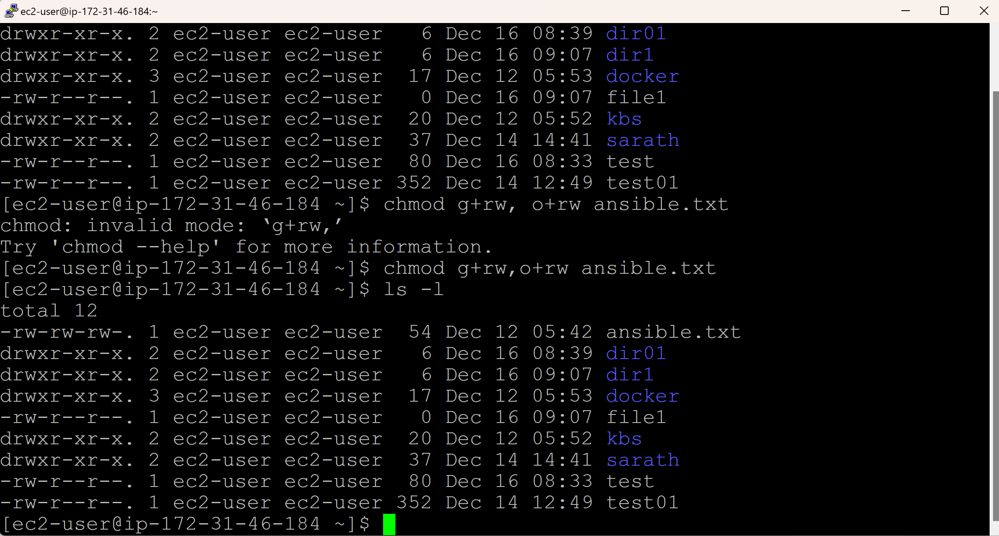 ec2-user@ip-172-31-46-184:~
drwxr-xr-x. 2 ec2-user ec2-user   6 Dec 16 08:39 dir01
drwxr-xr-x. 2 ec2-user ec2-user   6 Dec 16 09:07 dir1
drwxr-xr-x. 3 ec2-user ec2-user  17 Dec 12 05:53 docker
-rw-r--r--. 1 ec2-user ec2-user   0 Dec 16 09:07 file1
drwxr-xr-x. 2 ec2-user ec2-user  20 Dec 12 05:52 kbs
drwxr-xr-x. 2 ec2-user ec2-user  37 Dec 14 14:41 sarath
-rw-r--r--. 1 ec2-user ec2-user  80 Dec 16 08:33 test
-rw-r--r--. 1 ec2-user ec2-user 352 Dec 14 12:49 test01
[ec2-user@ip-172-31-46-184 ~]$ chmod g+rw, o+rw ansible.txt
chmod: invalid mode: ‘g+rw,’
Try 'chmod --help' for more information.
[ec2-user@ip-172-31-46-184 ~]$ chmod g+rw,o+rw ansible.txt
[ec2-user@ip-172-31-46-184 ~]$ ls -l
total 12
-rw-rw-rw-. 1 ec2-user ec2-user  54 Dec 12 05:42 ansible.txt
drwxr-xr-x. 2 ec2-user ec2-user   6 Dec 16 08:39 dir01
drwxr-xr-x. 2 ec2-user ec2-user   6 Dec 16 09:07 dir1
drwxr-xr-x. 3 ec2-user ec2-user  17 Dec 12 05:53 docker
-rw-r--r--. 1 ec2-user ec2-user   0 Dec 16 09:07 file1
drwxr-xr-x. 2 ec2-user ec2-user  20 Dec 12 05:52 kbs
drwxr-xr-x. 2 ec2-user ec2-user  37 Dec 14 14:41 sarath
-rw-r--r--. 1 ec2-user ec2-user  80 Dec 16 08:33 test
-rw-r--r--. 1 ec2-user ec2-user 352 Dec 14 12:49 test01
[ec2-user@ip-172-31-46-184 ~]$